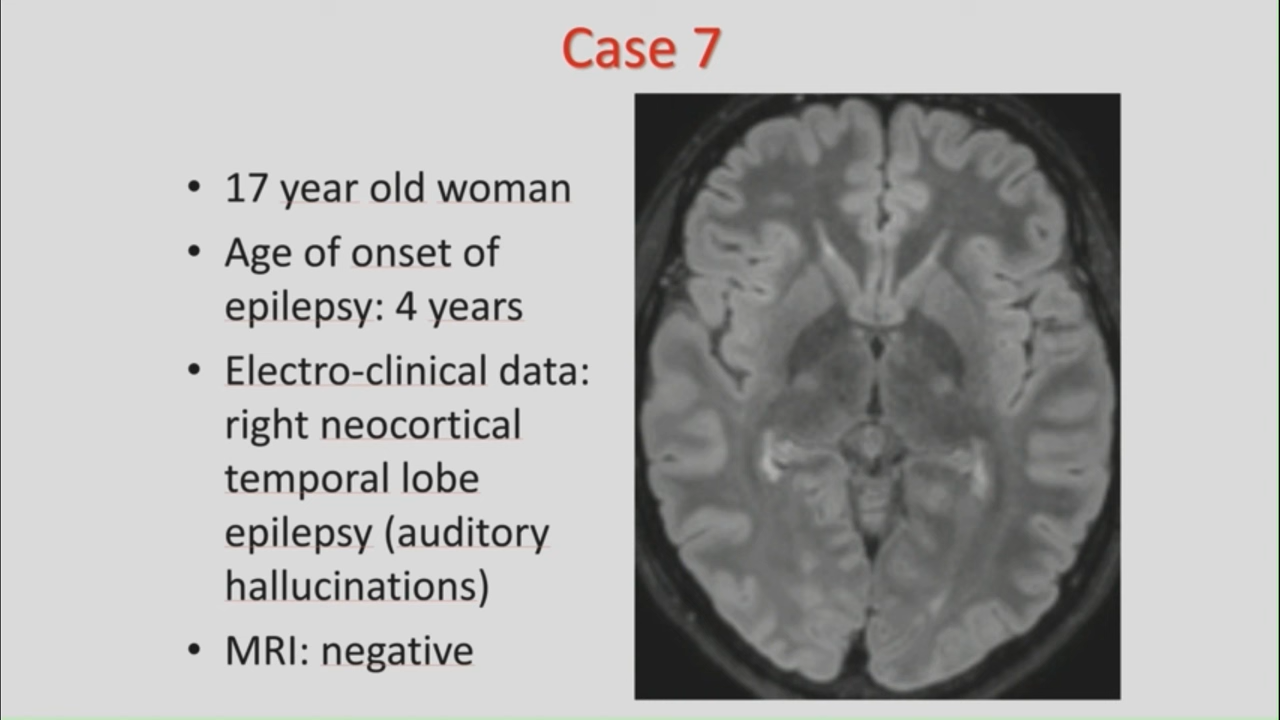 Case 7
• 17 year old woman
• Age of onset of
epilepsy: 4 years
• Electro-clinical data:
right neocortical
temporal lobe
epilepsy (auditory
hallucinations)
• MRI: negative